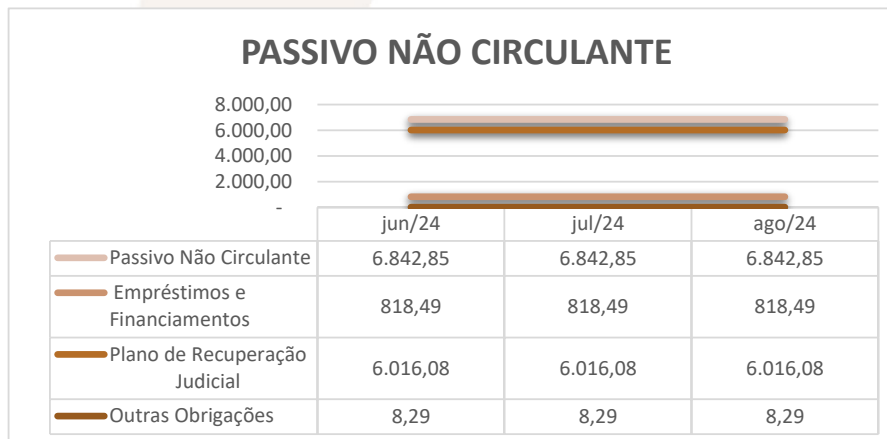 PASSIVO NÃO CIRCULANTE
8.000,00
6.000,00
4.000,00
2.000,00
-
jun/24 jul/24 ago/24
Passivo Não Circulante 6.842,85 6.842,85 6.842,85
Empréstimos e
Financiamentos 818,49 818,49 818,49
Plano de Recuperação
Judicial 6.016,08 6.016,08 6.016,08
Outras Obrigações 8,29 8,29 8,29